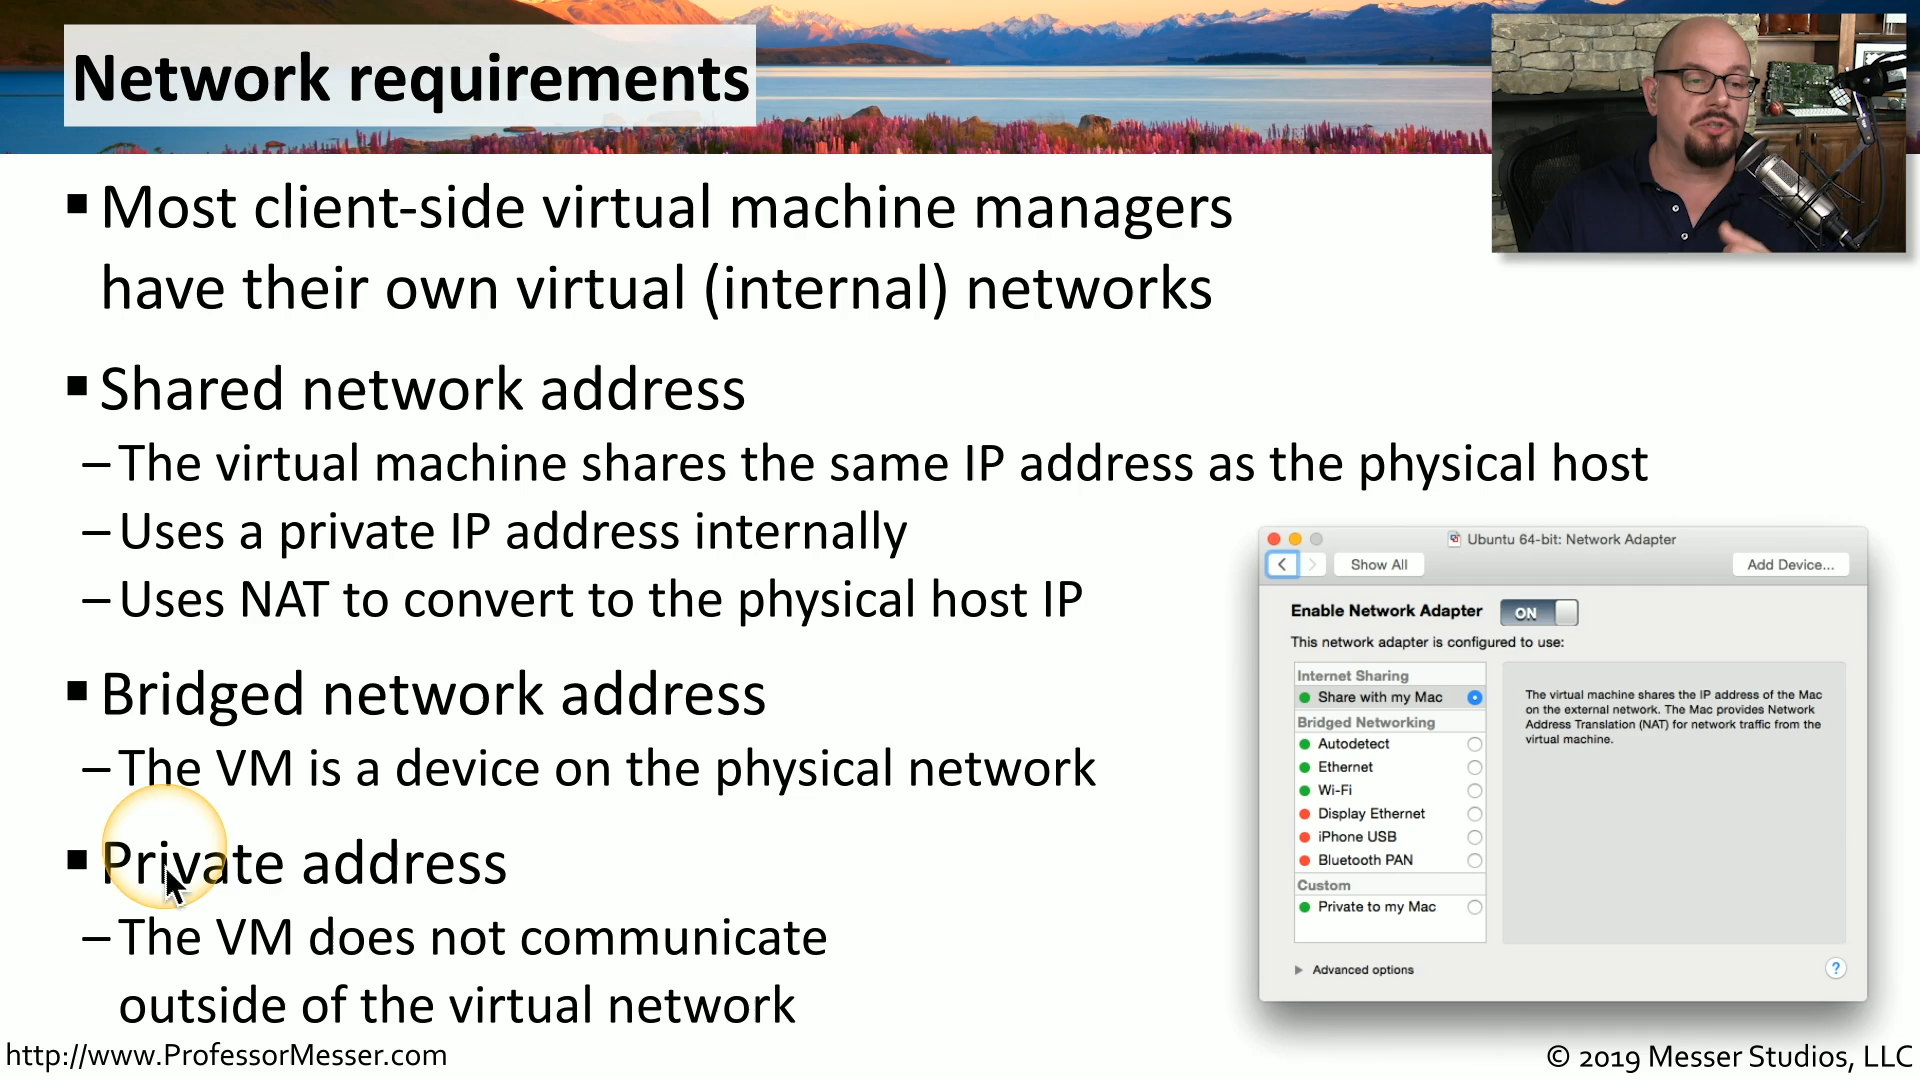 Network requirements
▪ Most client-side virtual machine managers
have their own virtual (internal) networks
▪ Shared network address
– The virtual machine shares the same IP address as the physical host
– Uses a private IP address internally
– Uses NAT to convert to the physical host IP
▪ Bridged network address
– The VM is a device on the physical network
▪ Private address
– The VM does not communicate
outside of the virtual network
Ubuntu 64-bit: Network Adapter
Show All
Add Device...
Enable Network Adapter ON
This network adapter is configured to use:
Internet Sharing
Share with my Mac
Bridged Networking
Autodetect
Ethernet
Wi-Fi
Display Ethernet
iPhone USB
Bluetooth PAN
Custom
Private to my Mac
The virtual machine shares the IP address of the Mac
on the external network. The Mac provides Network
Address Translation (NAT) for network traffic from the
virtual machine.
Advanced options
?
http://www.ProfessorMesser.com
© 2019 Messer Studios, LLC